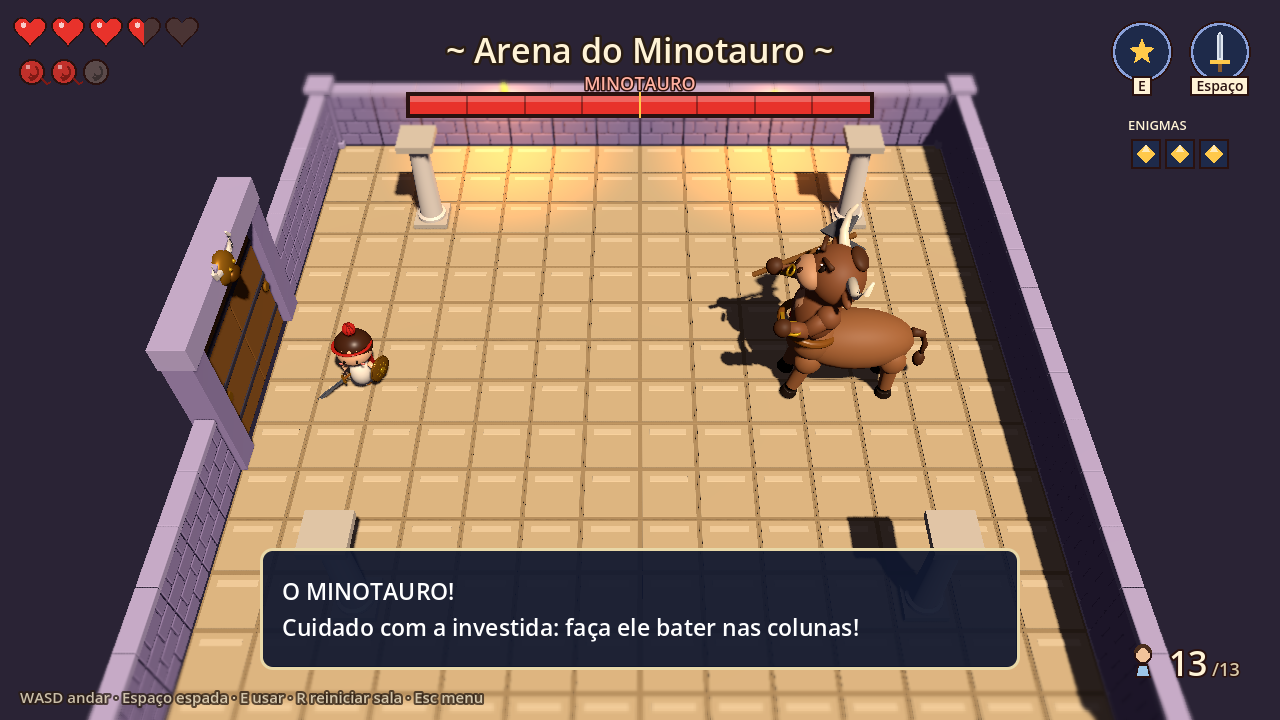 ~ Arena do Minotauro ~
MINOTAURO
E
Espaço
ENIGMAS
O MINOTAURO!
Cuidado com a investida: faça ele bater nas colunas!
13/13
WASD andar · Espaço espada · E usar · R reiniciar sala · Esc menu